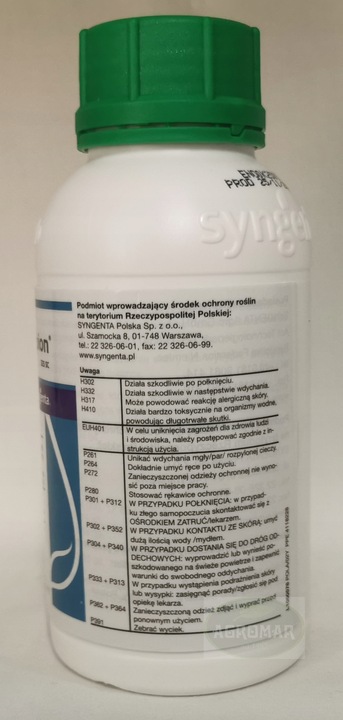 PROD
syngen
Podmiot wprowadzający środek ochrony roślin
na terytorium Rzeczypospolitej Polskiej:
SYNGENTA Polska Sp. z o.o.,
ul. Szamocka 8, 01-748 Warszawa,
tel.: 22 326-06-01, fax: 22 326-06-99.
www.syngenta.pl
Uwaga
H302 Działa szkodliwie po połknięciu.
H332 Działa szkodliwie w następstwie wdychania.
H317 Może powodować reakcję alergiczną skóry.
H410 Działa bardzo toksycznie na organizmy wodne,
powodując długotrwałe skutki.
EUH401 W celu uniknięcia zagrożeń dla zdrowia ludzi
i środowiska, należy postępować zgodnie z in-
strukcją użycia.
P261 Unikać wdychania mgły/par/ rozpylonej cieczy.
P264 Dokładnie umyć ręce po użyciu.
P272 Zanieczyszczonej odzieży ochronnej nie wyno-
sić poza miejsce pracy.
P280 Stosować rękawice ochronne.
P301 + P312 W PRZYPADKU POŁKNIĘCIA: w przypad-
ku złego samopoczucia skontaktować się z
OŚRODKIEM ZATRUĆ/lekarzem.
P302 + P352 W PRZYPADKU KONTAKTU ZE SKÓRĄ: umyć
dużą ilością wody /mydłem.
P304 + P340 W PRZYPADKU DOSTANIA SIĘ DO DRÓG OD-
DECHOWYCH: wyprowadzić lub wynieść po-
szkodowanego na świeże powietrze i zapewnić
warunki do swobodnego oddychania.
P333 + P313 W przypadku wystąpienia podrażnienia skóry
lub wysypki: zasięgnąć porady/zgłosić się pod
opiekę lekarza.
P362 + P364 Zanieczyszczoną odzież zdjąć i wyprać przed
ponownym użyciem.
P391 Zebrać wyciek.
AGROMAR